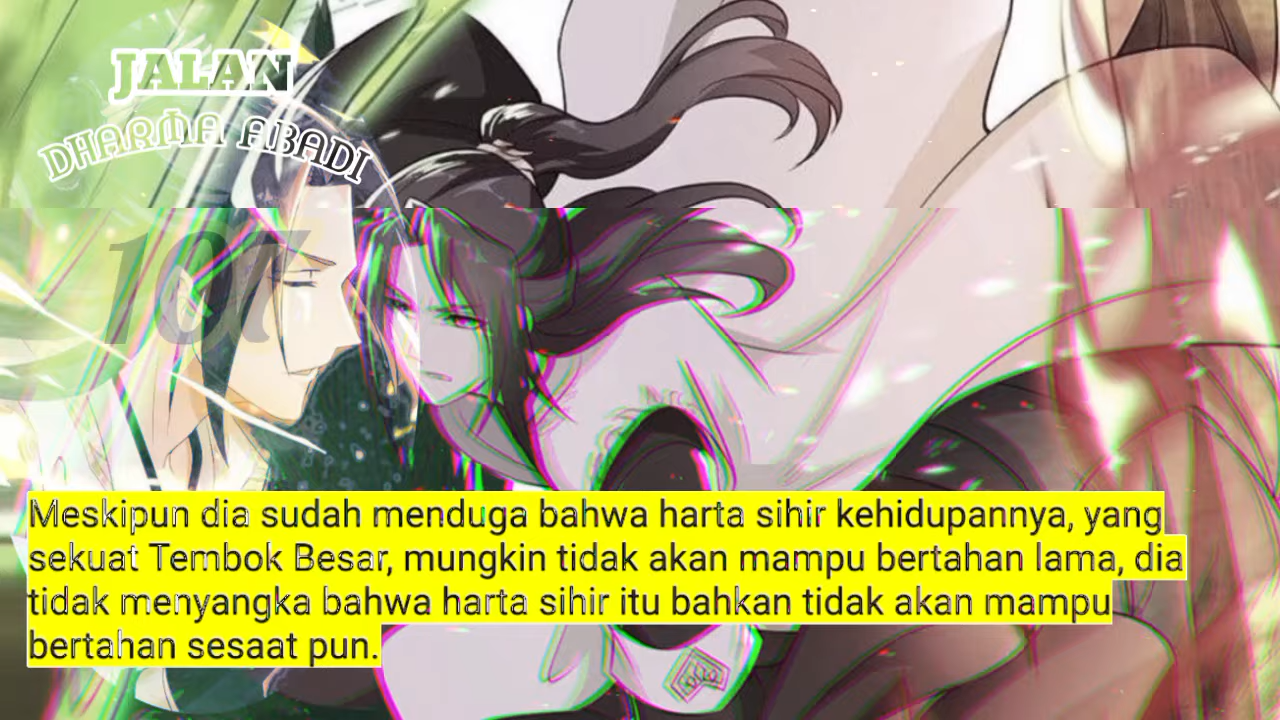 JALAN
DHARMA ABADI
107
Meskipun dia sudah menduga bahwa harta sihir kehidupannya, yang
sekuat Tembok Besar, mungkin tidak akan mampu bertahan lama, dia
tidak menyangka bahwa harta sihir itu bahkan tidak akan mampu
bertahan sesaat pun.